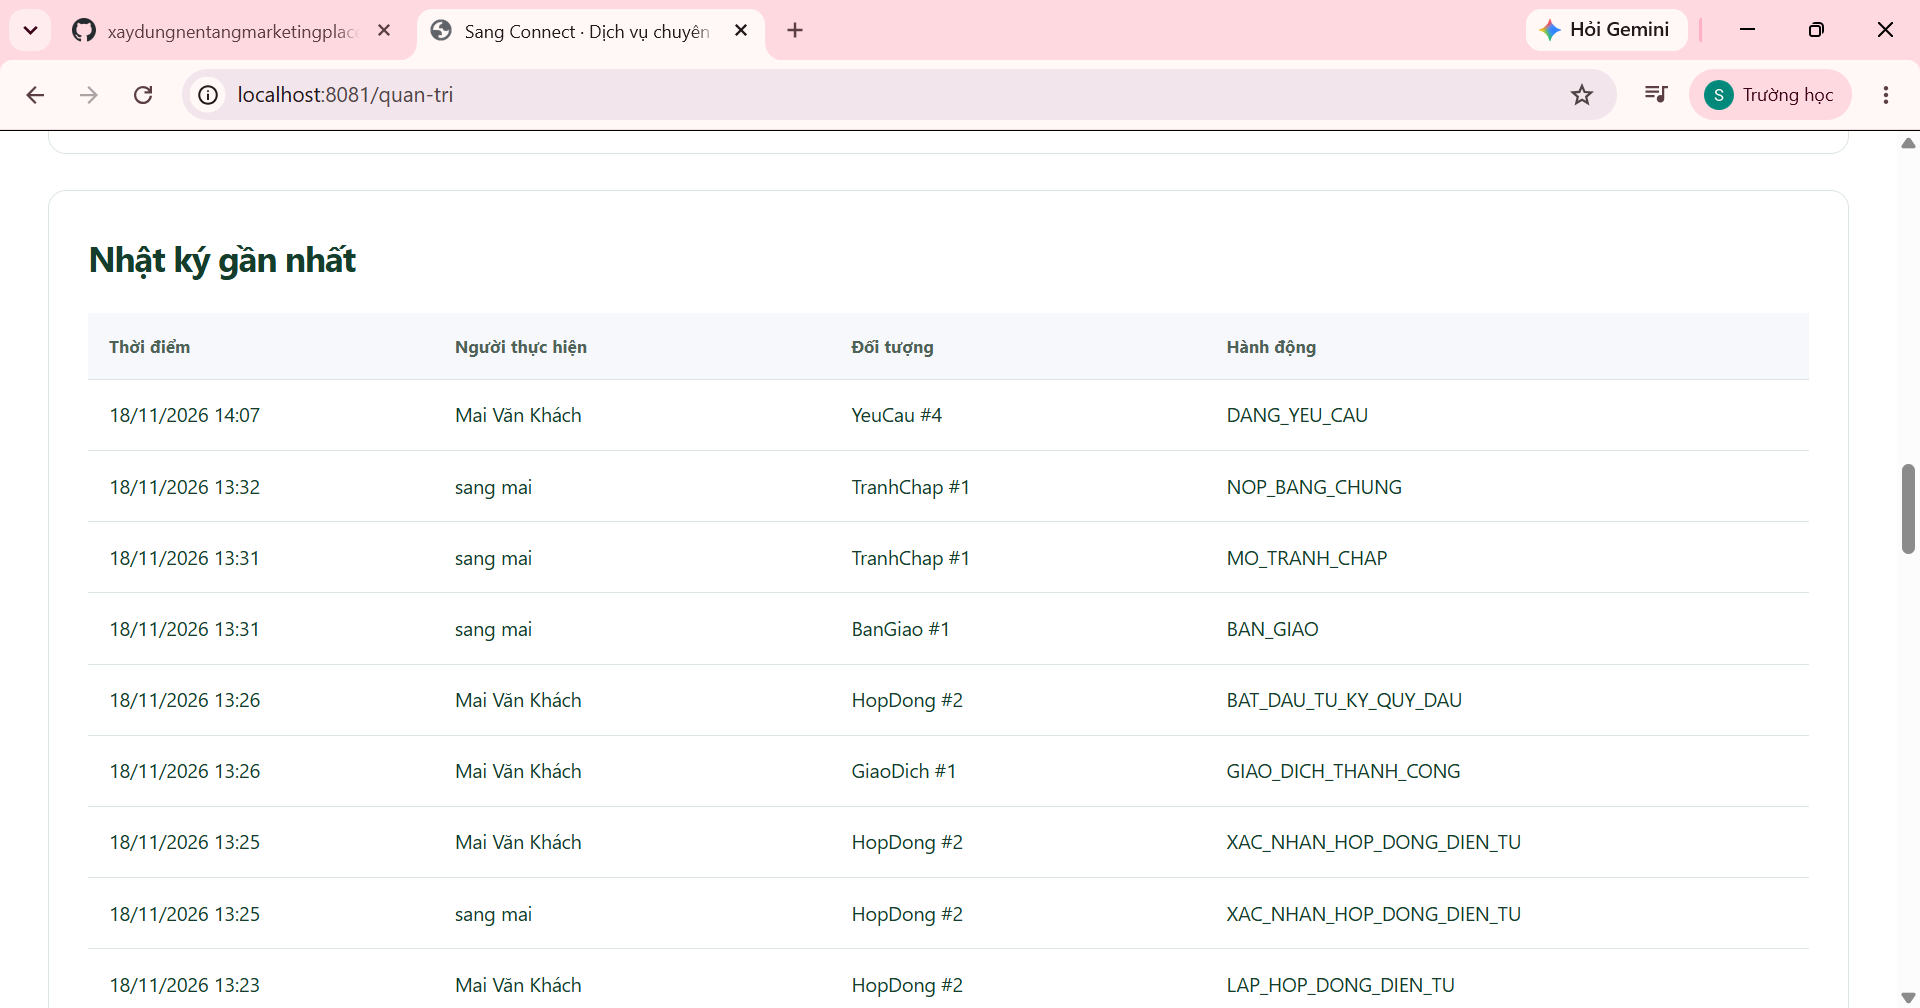 xaydungnentangmarketingplac
Sang Connect · Dịch vụ chuyên
Hỏi Gemini
localhost:8081/quan-tri
S
Trường học
Nhật ký gần nhất
Thời điểm Người thực hiện Đối tượng Hành động
18/11/2026 14:07 Mai Văn Khách YeuCau #4 DANG_YEU_CAU
18/11/2026 13:32 sang mai TranhChap #1 NOP_BANG_CHUNG
18/11/2026 13:31 sang mai TranhChap #1 MO_TRANH_CHAP
18/11/2026 13:31 sang mai BanGiao #1 BAN_GIAO
18/11/2026 13:26 Mai Văn Khách HopDong #2 BAT_DAU_TU_KY_QUY_DAU
18/11/2026 13:26 Mai Văn Khách GiaoDich #1 GIAO_DICH_THANH_CONG
18/11/2026 13:25 Mai Văn Khách HopDong #2 XAC_NHAN_HOP_DONG_DIEN_TU
18/11/2026 13:25 sang mai HopDong #2 XAC_NHAN_HOP_DONG_DIEN_TU
18/11/2026 13:23 Mai Văn Khách HopDong #2 LAP_HOP_DONG_DIEN_TU